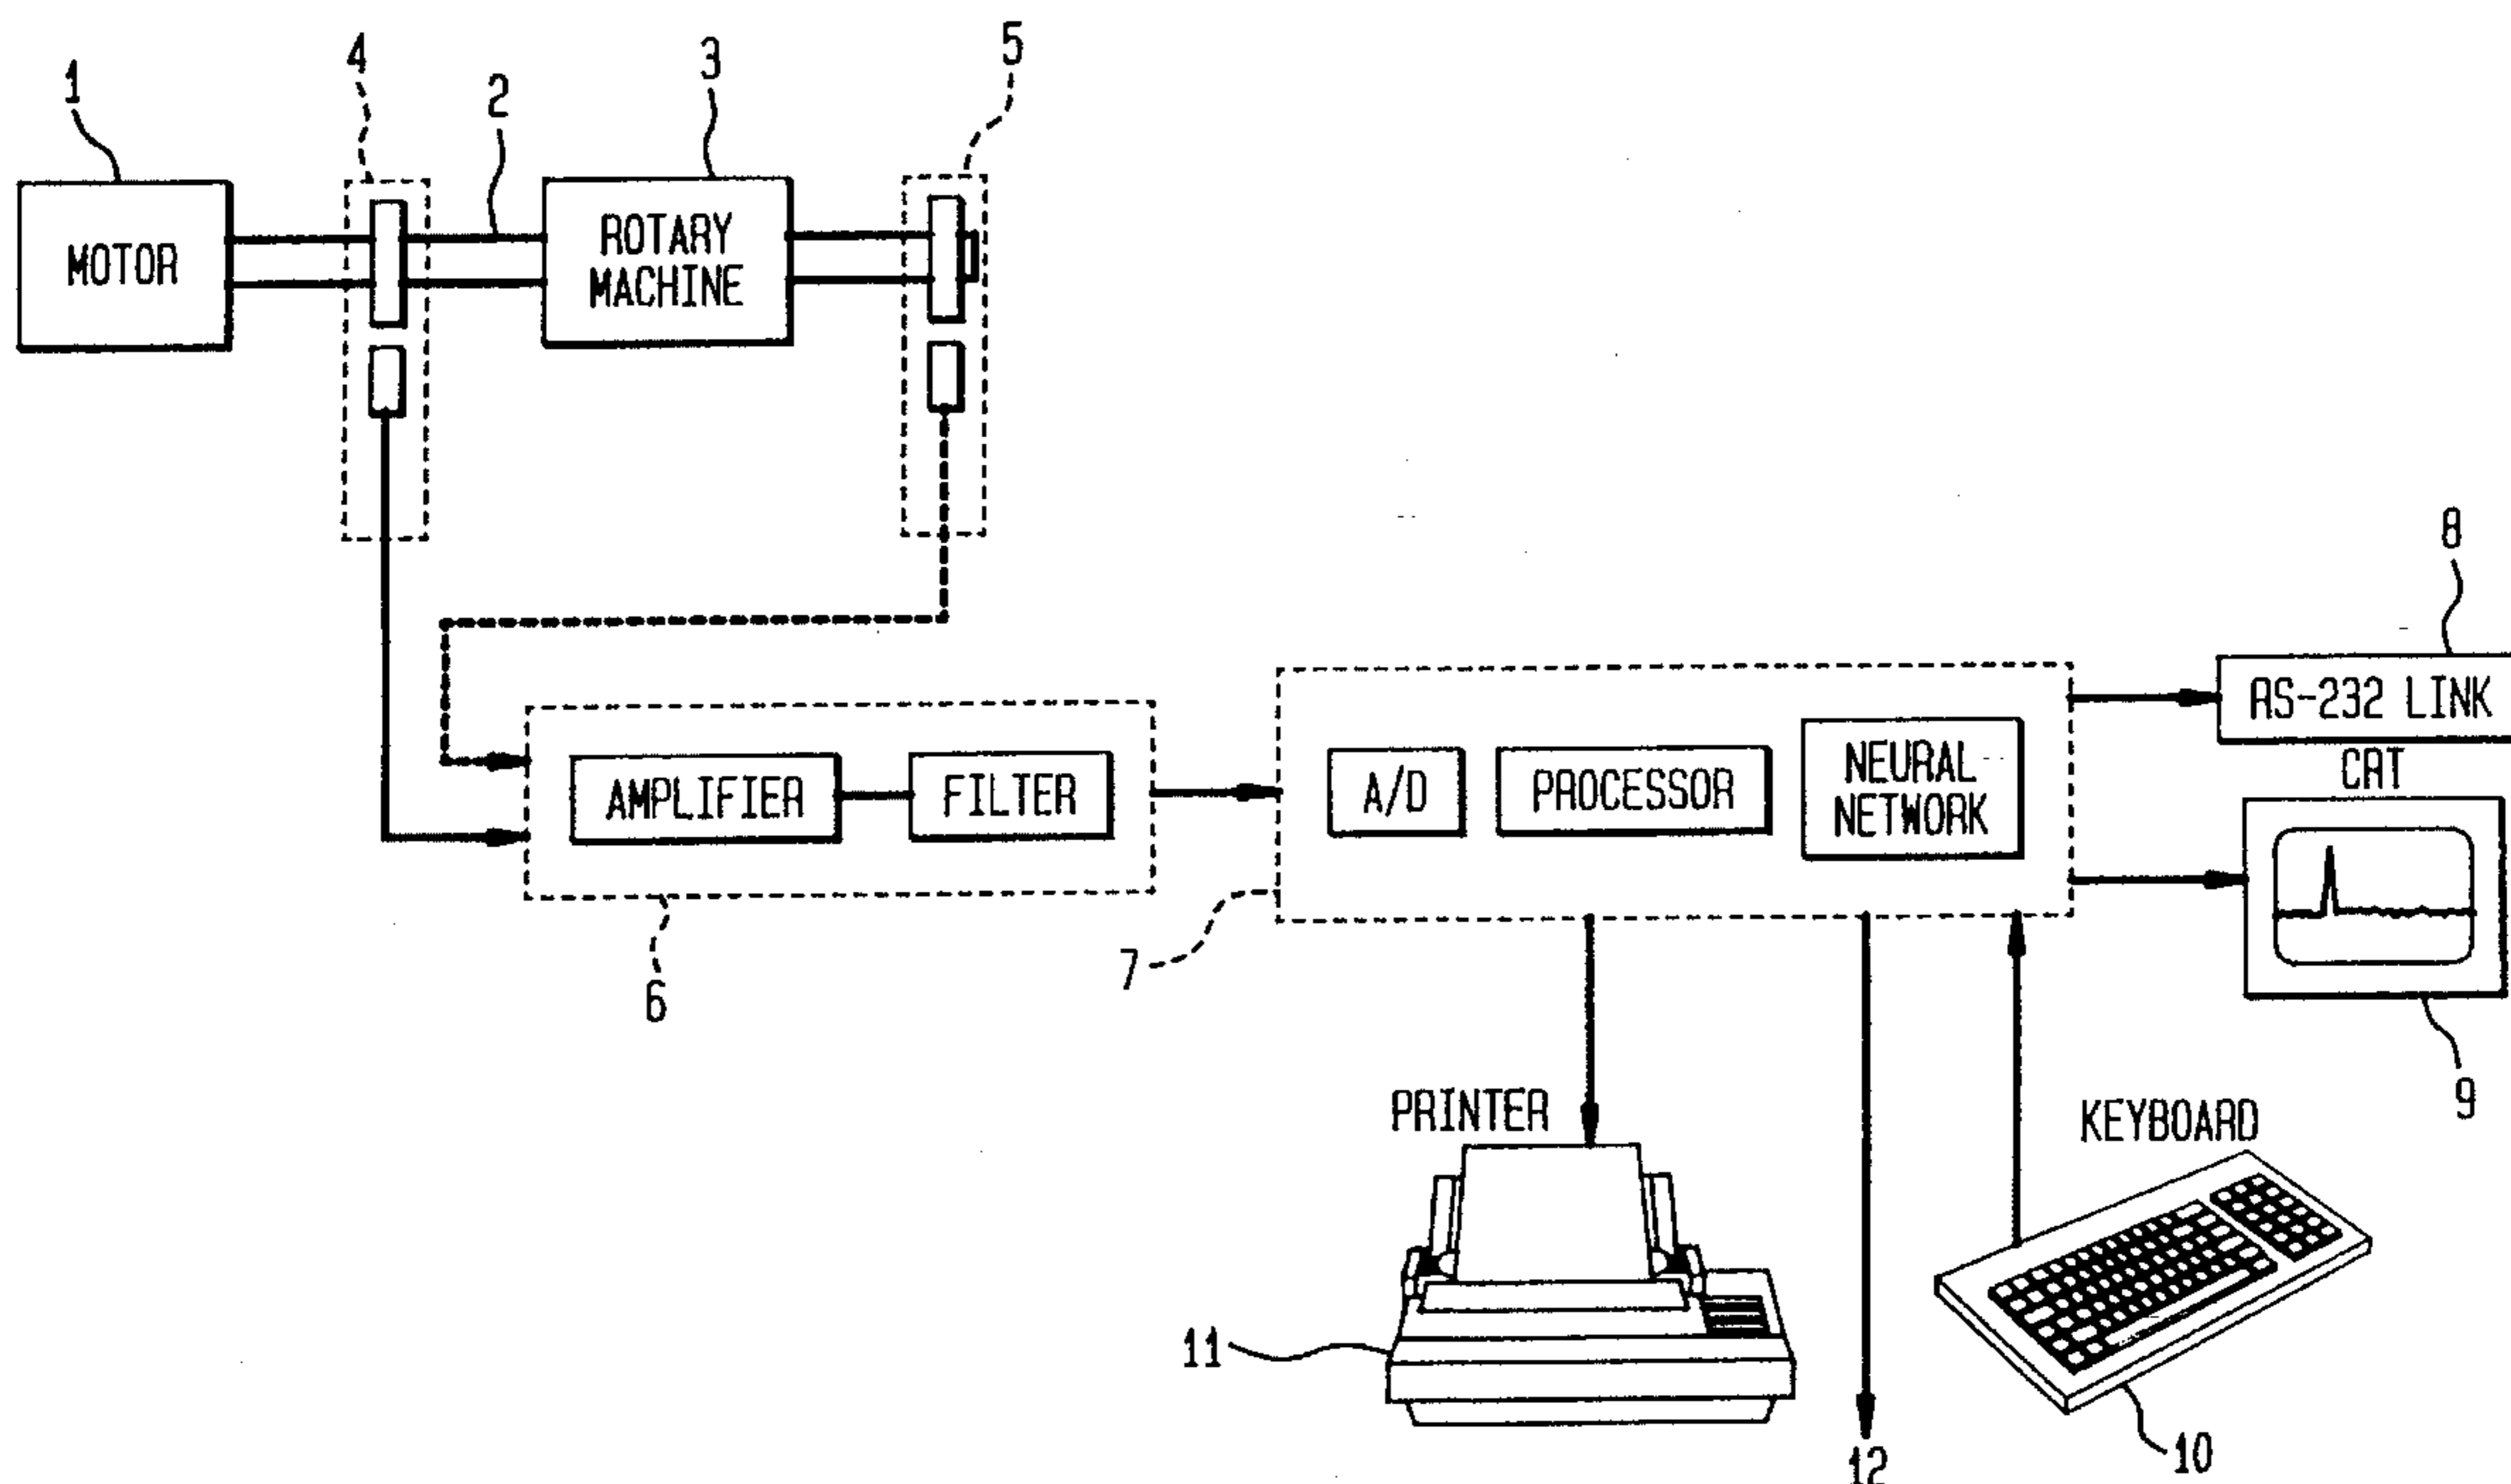 1
4
2
3
5
MOTOR
ROTARY
MACHINE
8
RS-232 LINK
CRT
AMPLIFIER
FILTER
A/D
PROCESSOR
NEURAL
NETWORK
6
7
9
PRINTER
KEYBOARD
11
12
10